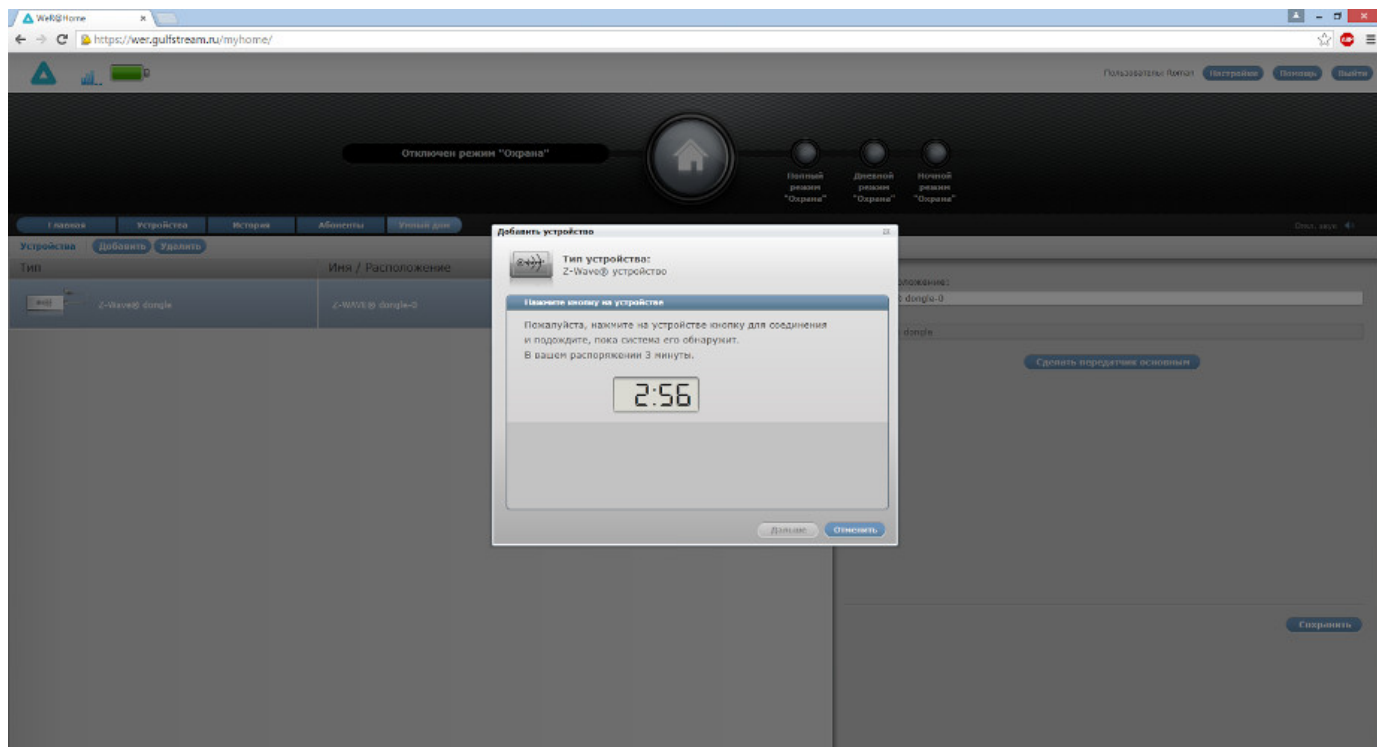 WeR@Home
https://wer.gulfstream.ru/myhome/
Пользователь: Roman Настройки Помощь Выйти
Отключен режим "Охрана"
Полный
режим
"Охрана"
Дневной
режим
"Охрана"
Ночной
режим
"Охрана"
Главная Устройства История Абоненты Умный дом
Откл. звук
Устройства Добавить Удалить
Тип Имя / Расположение
Z-Wave® dongle Z-WAVE® dongle-0
Добавить устройство
Тип устройства:
Z-Wave® устройство
Нажмите кнопку на устройстве
Пожалуйста, нажмите на устройстве кнопку для соединения
и подождите, пока система его обнаружит.
В вашем распоряжении 3 минуты.
2:56
Дальше Отменить
dongle-0
dongle
Сделать передатчик основным
Сохранить